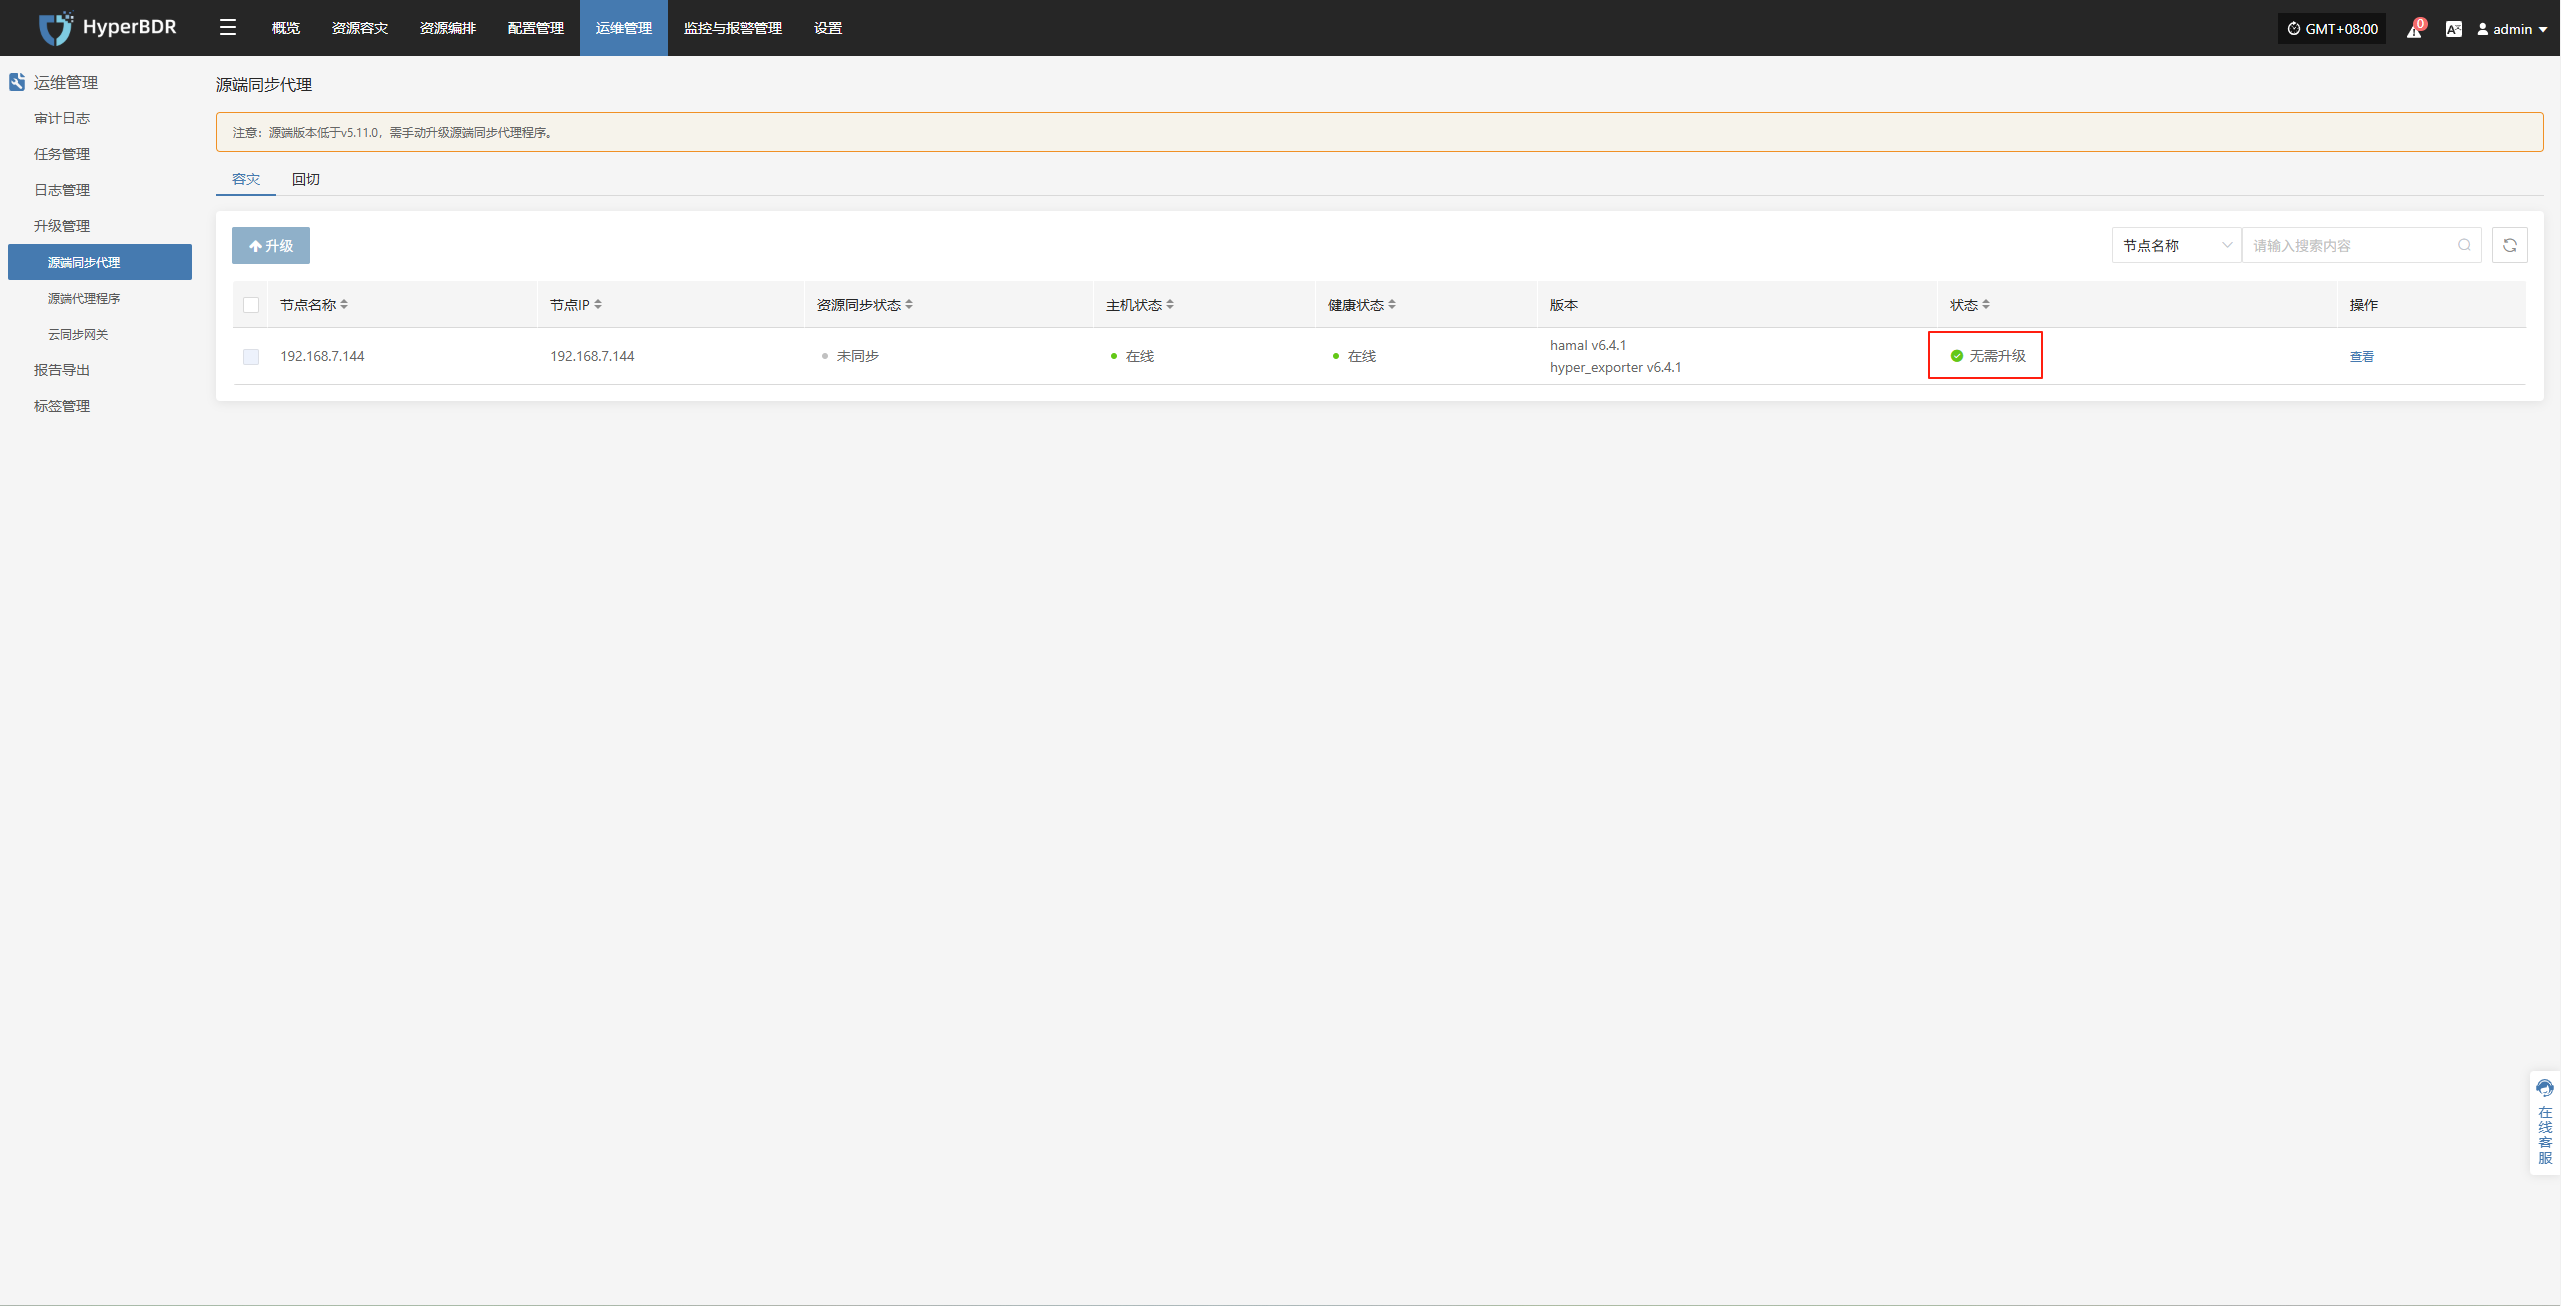 HyperBDR
概览 资源容灾 资源编排 配置管理 运维管理 监控与报警管理 设置
GMT+08:00
0
admin
运维管理
审计日志
任务管理
日志管理
升级管理
源端同步代理
源端代理程序
云同步网关
报告导出
标签管理
源端同步代理
注意：源端版本低于v5.11.0，需手动升级源端同步代理程序。
容灾 回切
升级
节点名称 请输入搜索内容
节点名称 节点IP 资源同步状态 主机状态 健康状态 版本 状态 操作
192.168.7.144 192.168.7.144 未同步 在线 在线 hamal v6.4.1 无需升级 查看
hyper_exporter v6.4.1
在线客服